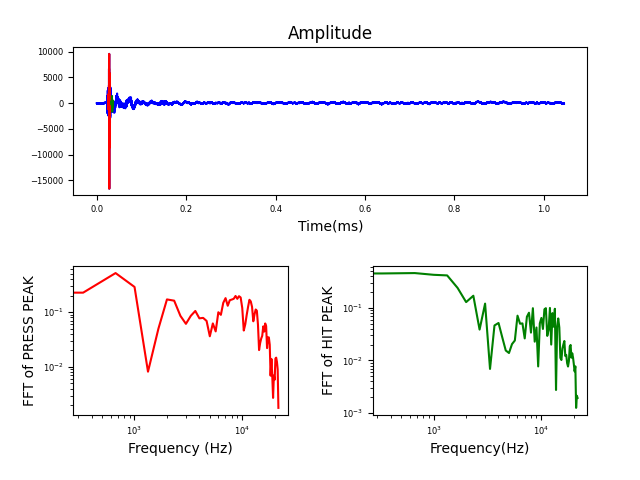 Amplitude
10000
5000
0
−5000
−10000
−15000
0.0 0.2 0.4 0.6 0.8 1.0
Time(ms)
FFT of PRESS PEAK
10⁻¹
10⁻²
10³ 10⁴
Frequency (Hz)
FFT of HIT PEAK
10⁻¹
10⁻²
10⁻³
10³ 10⁴
Frequency(Hz)